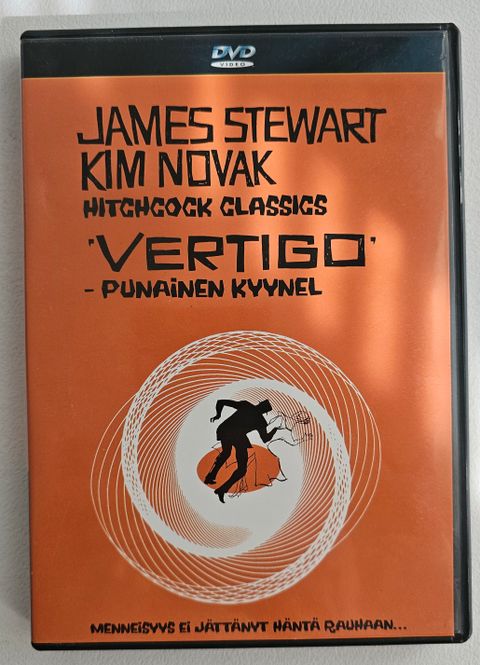 DVD
VIDEO
JAMES STEWART
KIM NOVAK
HITCHCOCK CLASSICS
'VERTIGO'
- PUNAINEN KYYNEL
MENNEISYYS EI JÄTTÄNYT HÄNTÄ RAUHAAN...